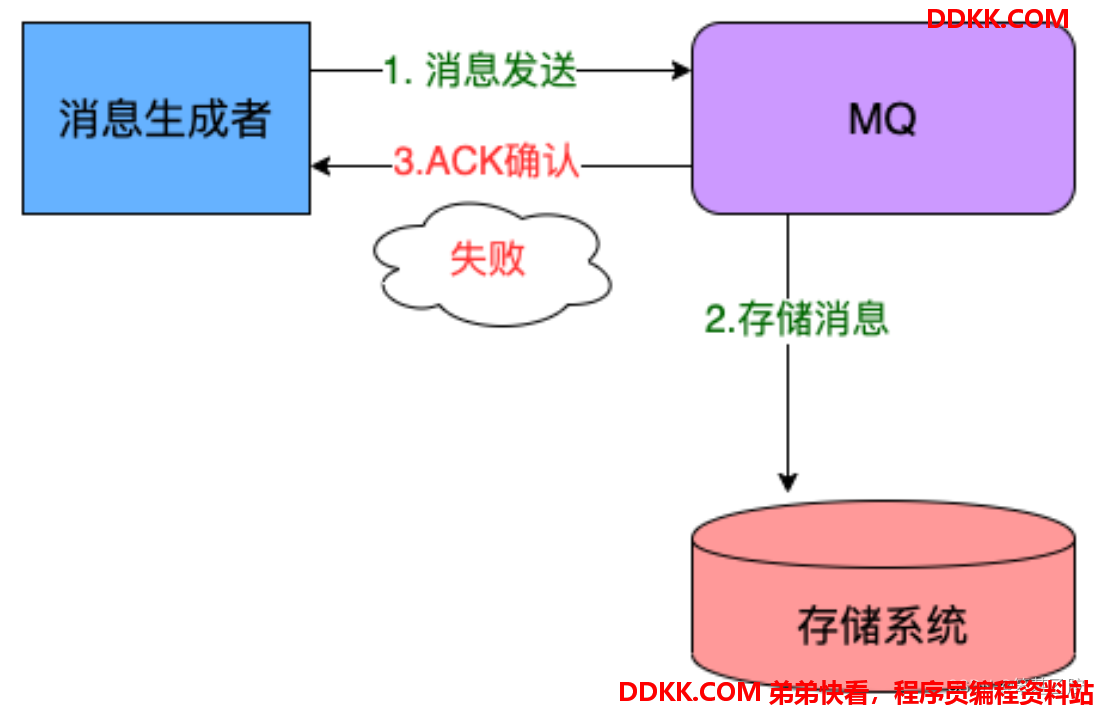 DDKK.COM
1. 消息发送
消息生成者
MQ
3.ACK确认
失败
2.存储消息
存储系统
DDKK.COM 弟弟快看，程序员编程资料站